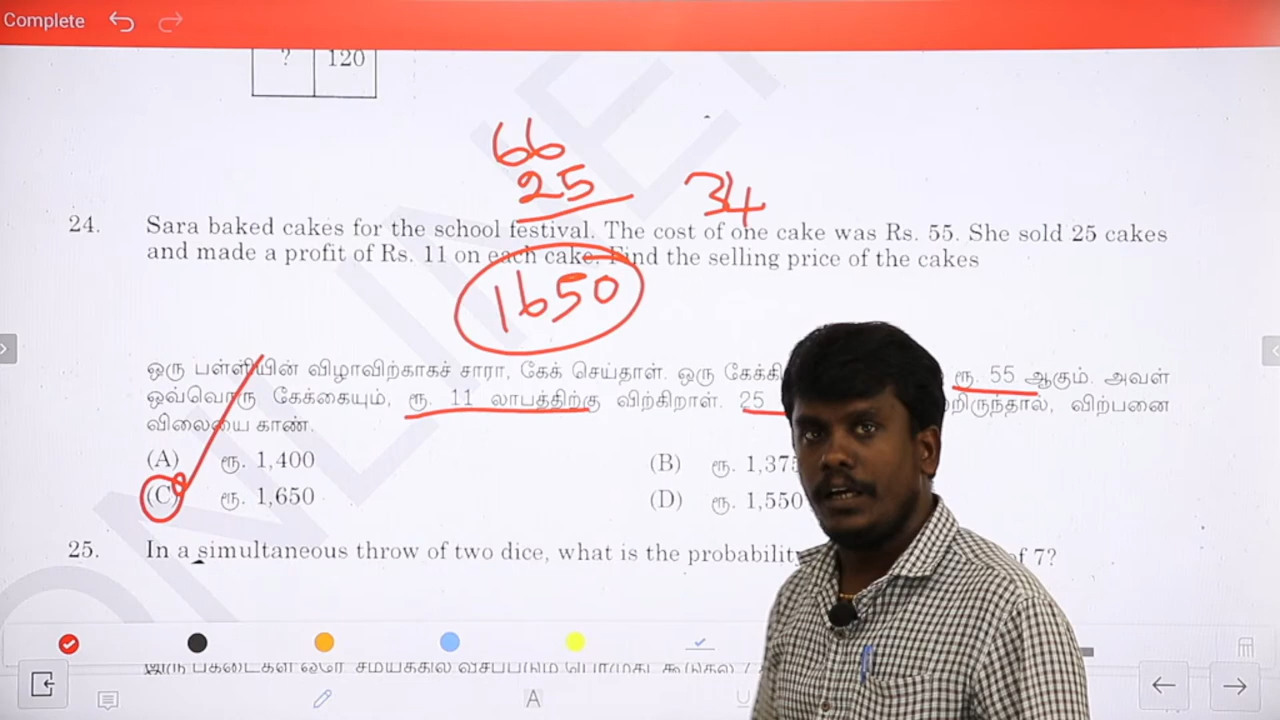 Complete
? 120
66
25
34
24. Sara baked cakes for the school festival. The cost of one cake was Rs. 55. She sold 25 cakes
and made a profit of Rs. 11 on each cake. Find the selling price of the cakes
1650
ஒரு பள்ளியின் விழாவிற்காகச் சாரா, கேக் செய்தாள். ஒரு ரூ. 55 ஆகும். அவள்
ஒவ்வொரு கேக்கையும், ரூ. 11 லாபத்திற்கு விற்கிறாள். 25 விற்பனை
விலையை காண்.
(A) ரூ. 1,400 (B) ரூ. 1,375
(C) ரூ. 1,650 (D) ரூ. 1,550
25. In a simultaneous throw of two dice, what is the probability of 7?
A U